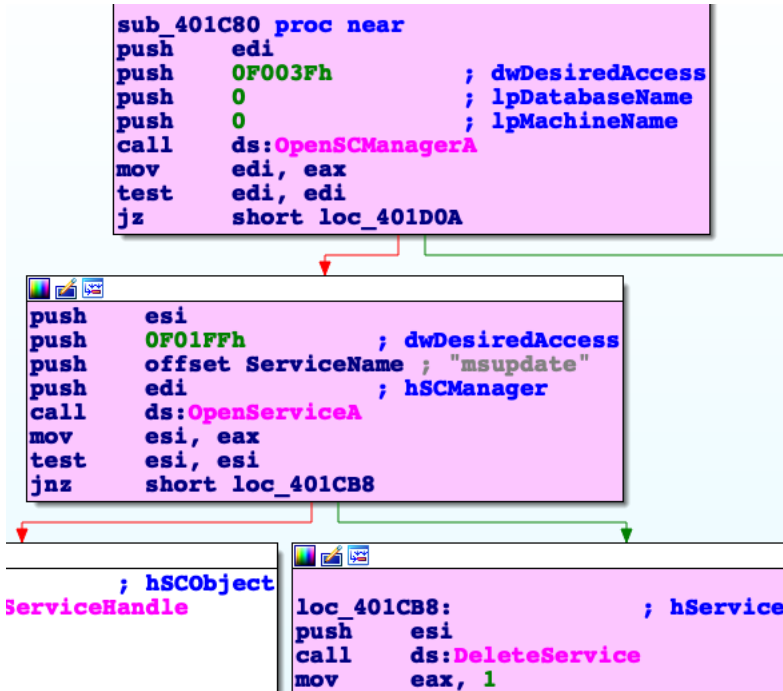 sub_401C80 proc near
push edi
push 0F003Fh ; dwDesiredAccess
push 0 ; lpDatabaseName
push 0 ; lpMachineName
call ds:OpenSCManagerA
mov edi, eax
test edi, edi
jz short loc_401D0A
push esi
push 0F01FFh ; dwDesiredAccess
push offset ServiceName ; "msupdate"
push edi ; hSCManager
call ds:OpenServiceA
mov esi, eax
test esi, esi
jnz short loc_401CB8
; hSCObject
ServiceHandle
loc_401CB8: ; hService
push esi
call ds:DeleteService
mov eax, 1